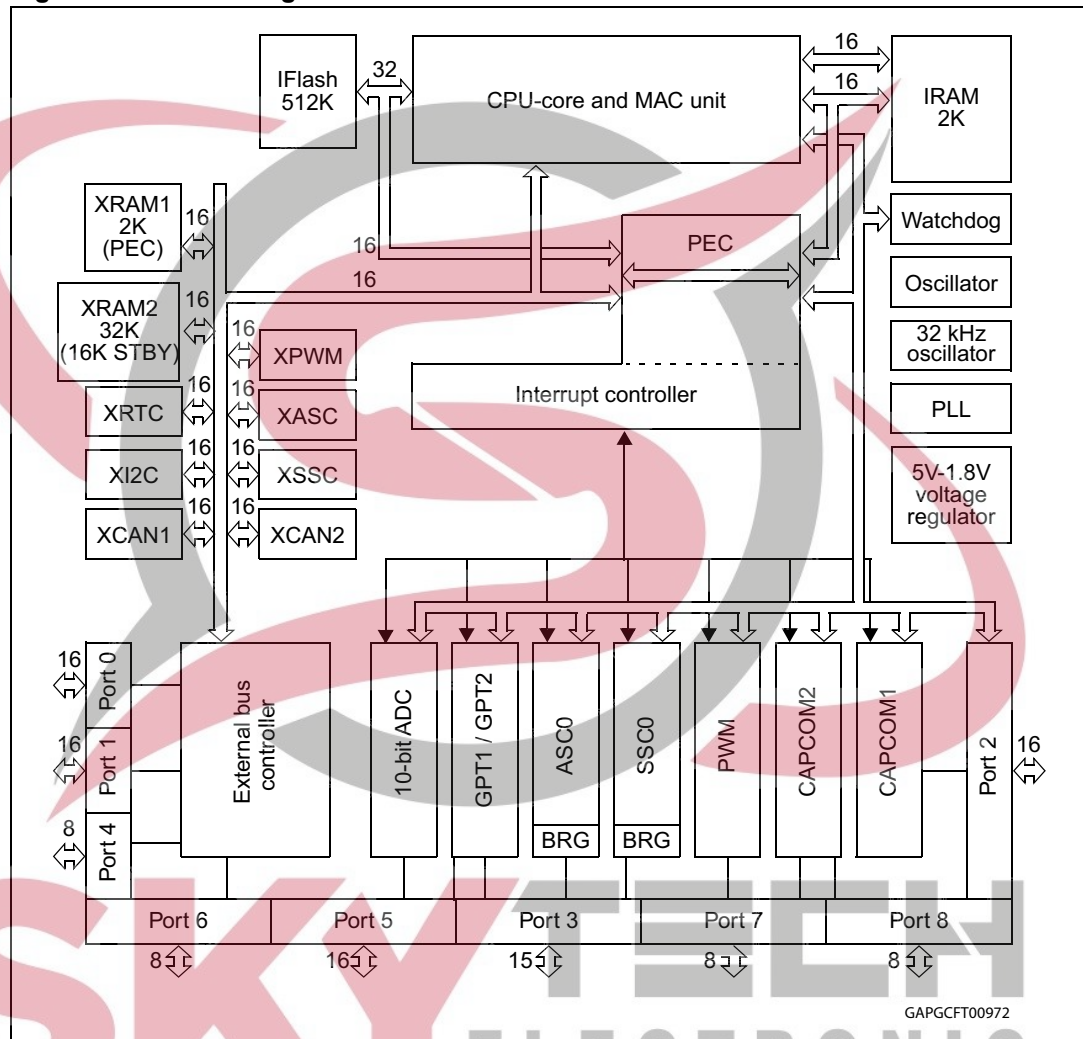 IFlash
512K
32
CPU-core and MAC unit
16
16
IRAM
2K
XRAM1
2K
(PEC)
16
PEC
Watchdog
16
16
Oscillator
XRAM2
32K
(16K STBY)
16
32 kHz
oscillator
16
XPWM
Interrupt controller
XRTC
16
16
XASC
PLL
XI2C
16
16
XSSC
5V-1.8V
voltage
regulator
XCAN1
16
16
XCAN2
16
Port 0
16
Port 1
8
Port 4
External bus
controller
10-bit ADC
GPT1 / GPT2
ASC0
BRG
SSC0
BRG
PWM
CAPCOM2
CAPCOM1
Port 2
16
Port 6
Port 5
Port 3
Port 7
Port 8
8
16
15
8
8
GAPGCFT00972
SKYTECH